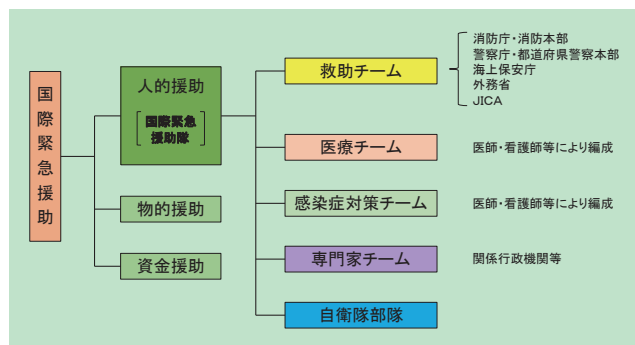 国際緊急援助
人的援助
国際緊急
援助隊
物的援助
資金援助
救助チーム
消防庁・消防本部
警察庁・都道府県警察本部
海上保安庁
外務省
JICA
医療チーム
医師・看護師等により編成
感染症対策チーム
医師・看護師等により編成
専門家チーム
関係行政機関等
自衛隊部隊